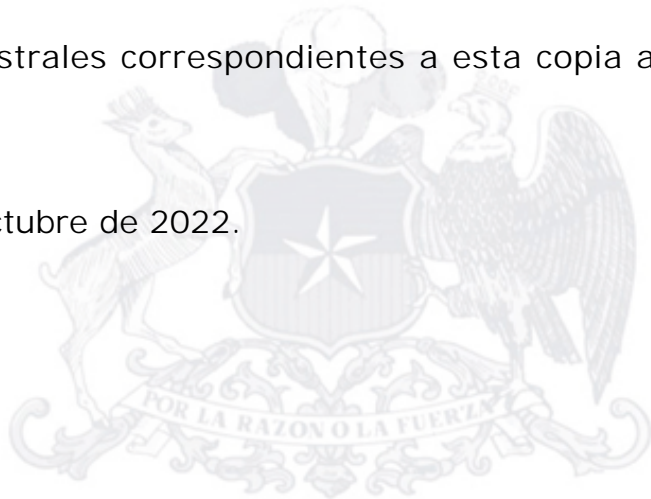 strales correspondientes a esta copia a
ctubre de 2022.
POR LA RAZON O LA FUERZA